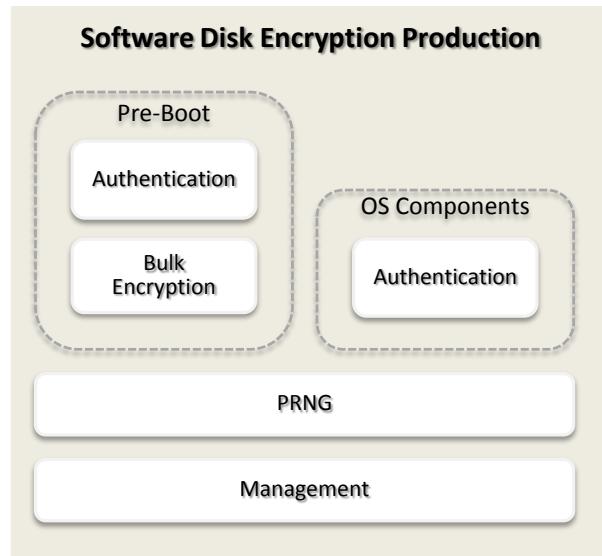 Software Disk Encryption Production
Pre-Boot
Authentication
Bulk
Encryption
OS Components
Authentication
PRNG
Management